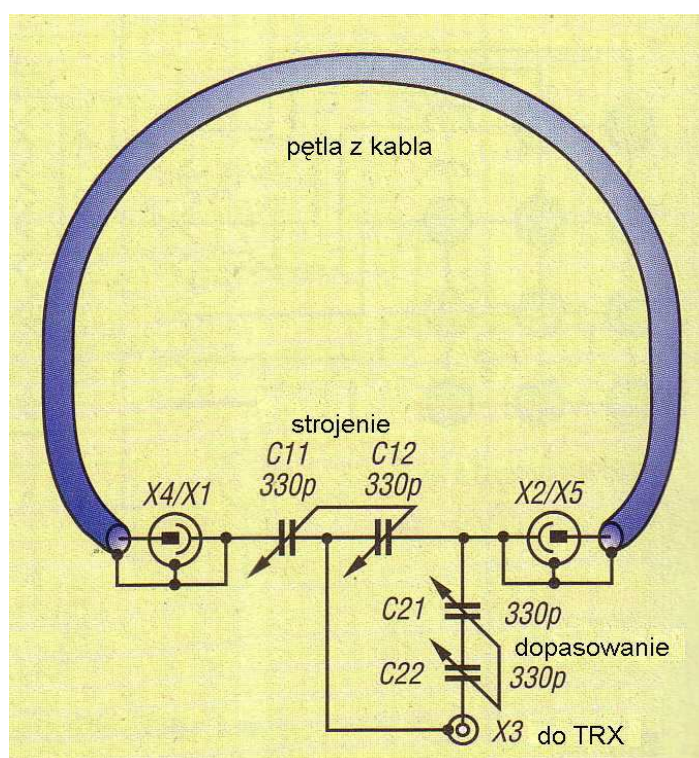 pętla z kabla
strojenie
C11
330p
C12
330p
X4/X1
X2/X5
C21
330p
dopasowanie
C22
330p
X3
do TRX